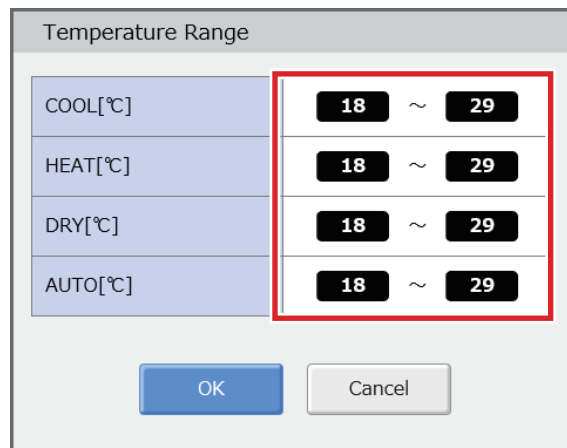 Temperature Range
COOL[℃] 18 ~ 29
HEAT[℃] 18 ~ 29
DRY[℃] 18 ~ 29
AUTO[℃] 18 ~ 29
OK Cancel